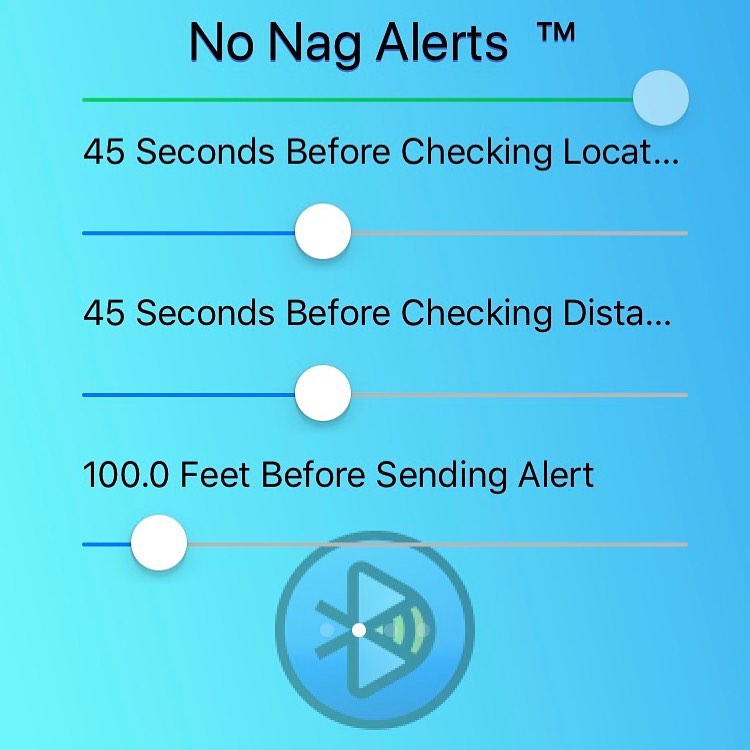 No Nag Alerts ™
45 Seconds Before Checking Locat...
45 Seconds Before Checking Dista...
100.0 Feet Before Sending Alert